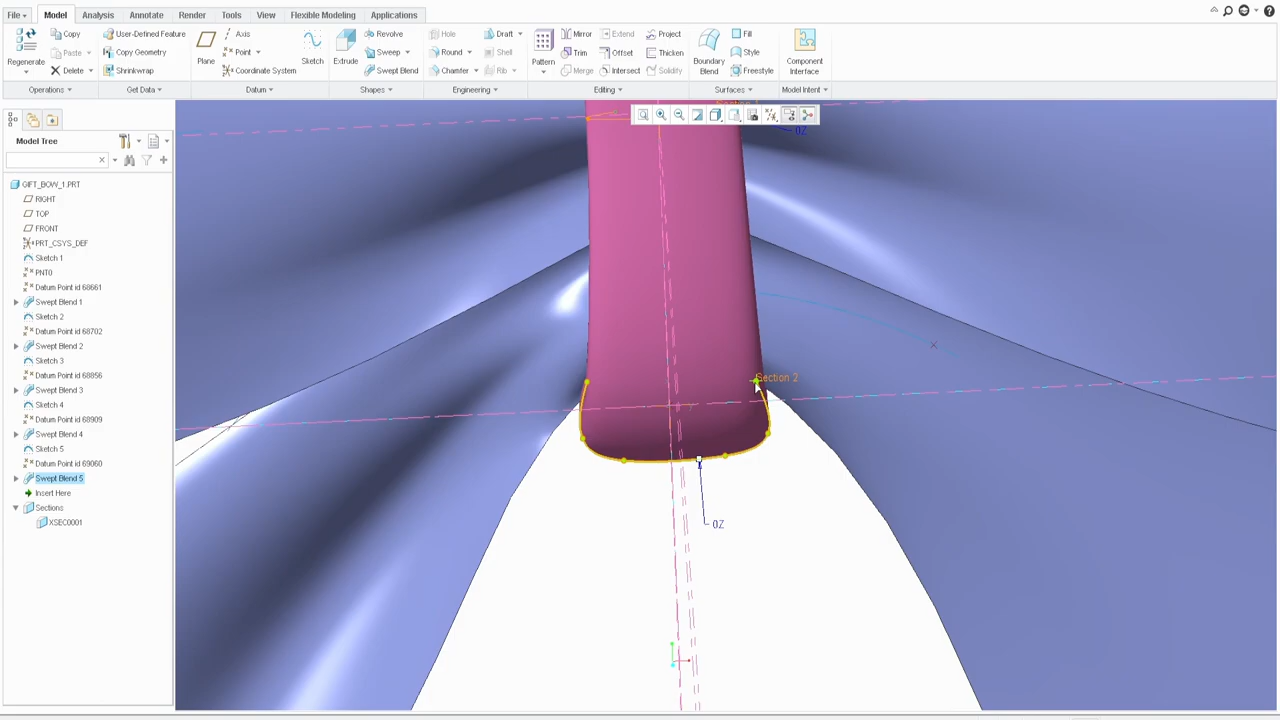 File Model Analysis Annotate Render Tools View Flexible Modeling Applications
Copy User-Defined Feature Axis Revolve Hole Draft Mirror Extend Project Fill
Paste Copy Geometry Point Sweep Round Shell Trim Offset Thicken Style
Regenerate Delete Shrinkwrap Plane Coordinate System Sketch Extrude Swept Blend Chamfer Rib Pattern Merge Intersect Solidify Boundary Blend Freestyle Component Interface
Operations Get Data Datum Shapes Engineering Editing Surfaces Model Intent
Model Tree
GIFT_BOW_1.PRT
RIGHT
TOP
FRONT
PRT_CSYS_DEF
Sketch 1
PNT0
Datum Point id 68661
Swept Blend 1
Sketch 2
Datum Point id 68702
Swept Blend 2
Sketch 3
Datum Point id 68856
Swept Blend 3
Sketch 4
Datum Point id 68909
Swept Blend 4
Sketch 5
Datum Point id 69060
Swept Blend 5
Insert Here
Sections
XSEC0001
0Z
Section 2
0Z